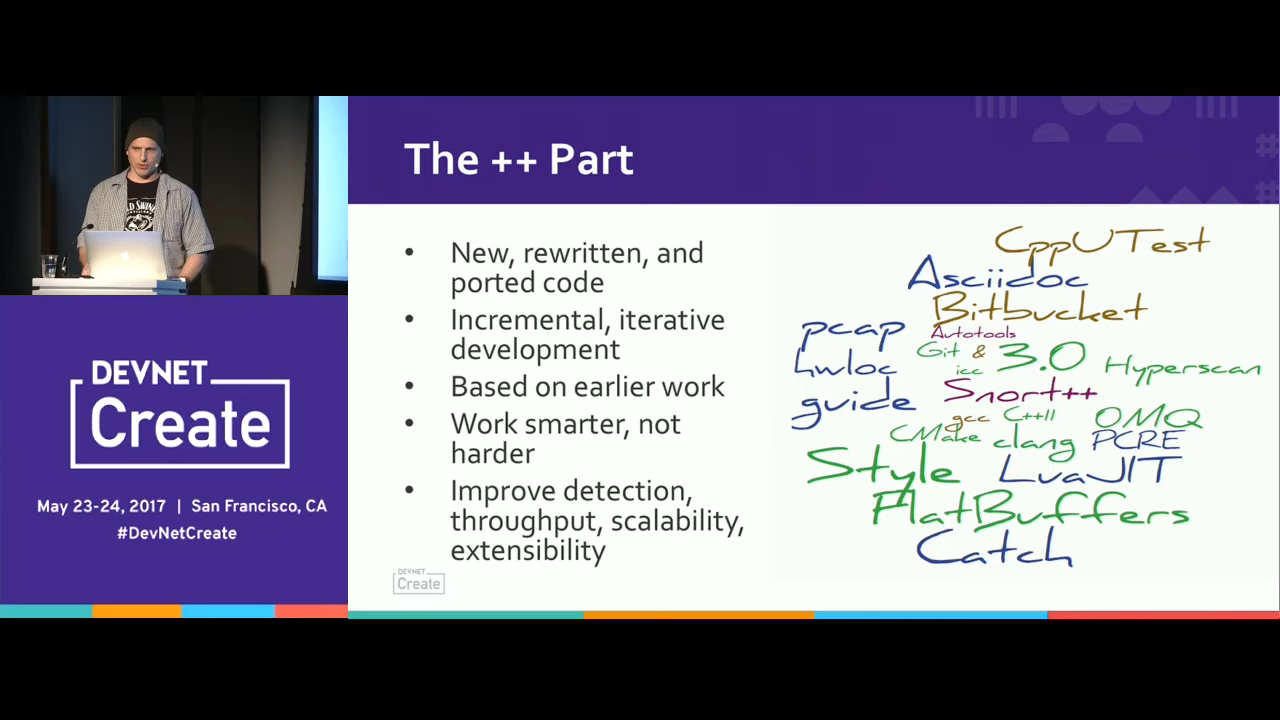 The ++ Part
• New, rewritten, and
ported code
• Incremental, iterative
development
• Based on earlier work
• Work smarter, not
harder
• Improve detection,
throughput, scalability,
extensibility
CppUTest
Asciidoc
Bitbucket
pcap
Autotools
Git & 3.0
hwloc
icc
Hyperscan
guide
Snort++
gcc C++11 0MQ
CMake clang PCRE
Style LuaJIT
FlatBuffers
Catch
DEVNET
Create
DEVNET
Create
May 23-24, 2017 | San Francisco, CA
#DevNetCreate